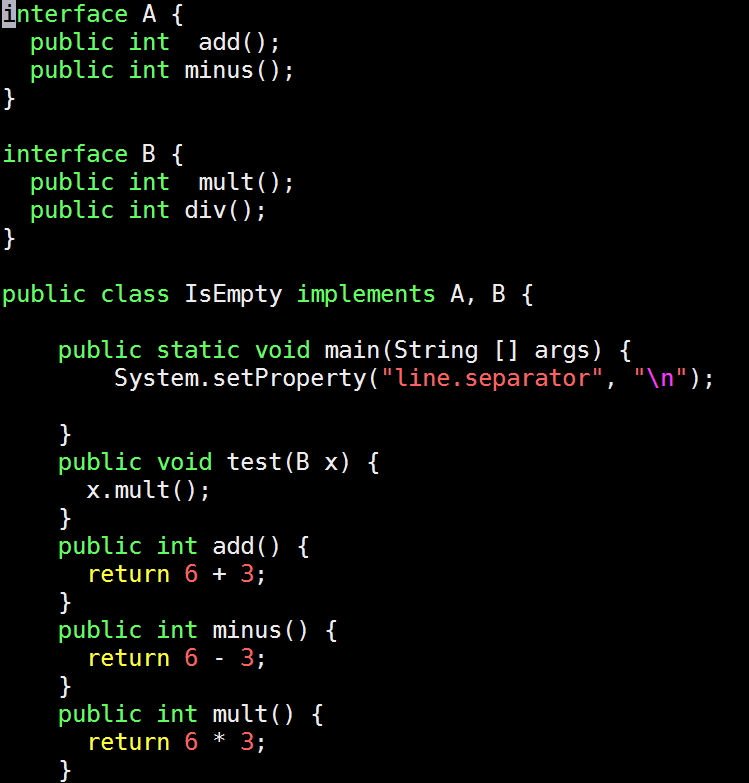 interface A {
  public int  add();
  public int minus();
}

interface B {
  public int  mult();
  public int div();
}

public class IsEmpty implements A, B {

    public static void main(String [] args) {
        System.setProperty("line.separator", "\n");

    }
    public void test(B x) {
      x.mult();
    }
    public int add() {
      return 6 + 3;
    }
    public int minus() {
      return 6 - 3;
    }
    public int mult() {
      return 6 * 3;
    }